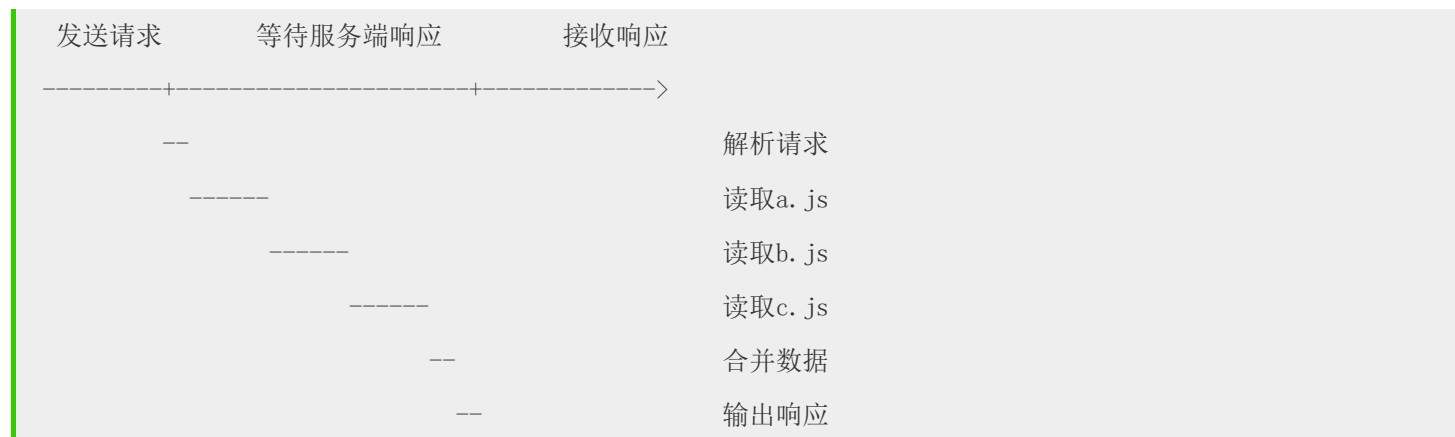 发送请求 等待服务端响应 接收响应
---------+----------------------+------------->
-- 解析请求
------ 读取a.js
------ 读取b.js
------ 读取c.js
-- 合并数据
-- 输出响应